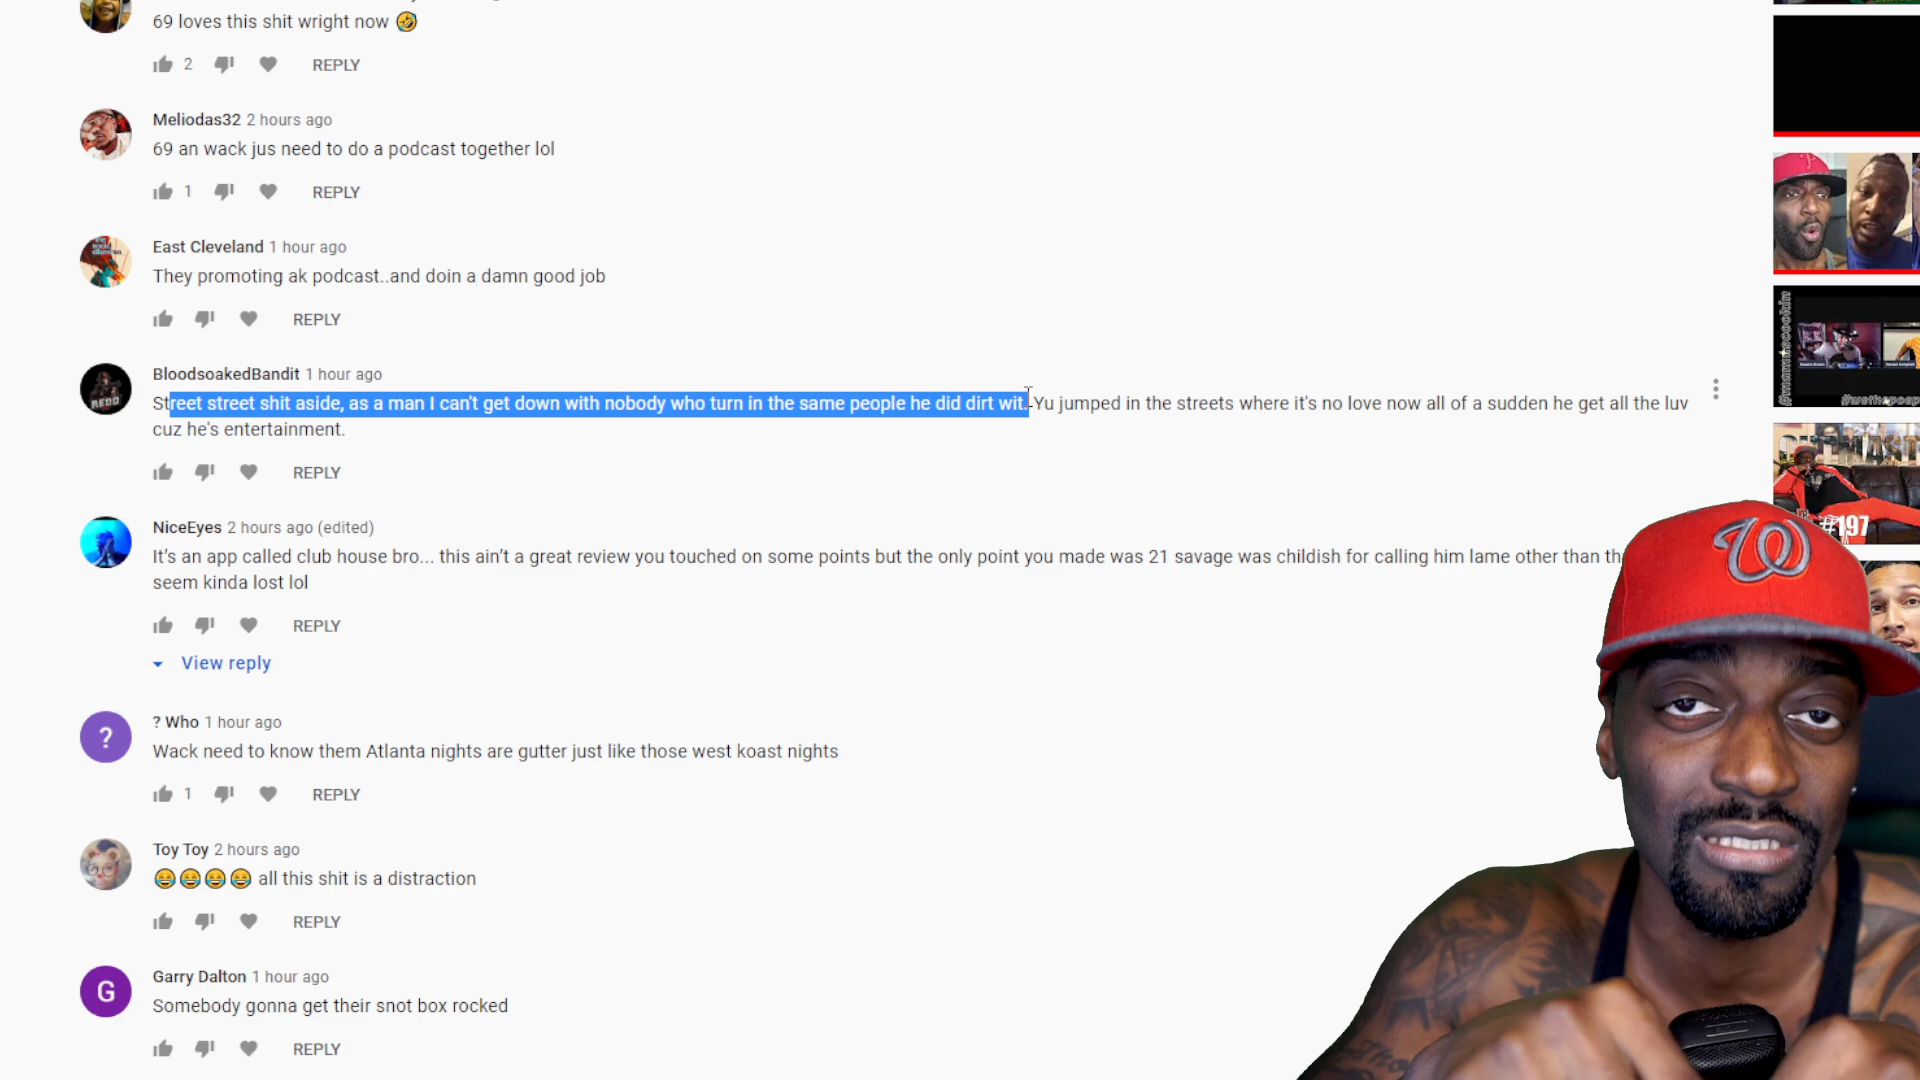 69 loves this shit wright now 🤣
2 REPLY
Meliodas32 2 hours ago
69 an wack jus need to do a podcast together lol
1 REPLY
East Cleveland 1 hour ago
They promoting ak podcast..and doin a damn good job
REPLY
BloodsoakedBandit 1 hour ago
Street street shit aside, as a man I can't get down with nobody who turn in the same people he did dirt wit. Yu jumped in the streets where it's no love now all of a sudden he get all the luv
cuz he's entertainment.
REPLY
NiceEyes 2 hours ago (edited)
It's an app called club house bro... this ain't a great review you touched on some points but the only point you made was 21 savage was childish for calling him lame other than
seem kinda lost lol
REPLY
View reply
? Who 1 hour ago
?
Wack need to know them Atlanta nights are gutter just like those west koast nights
1 REPLY
Toy Toy 2 hours ago
😂😂😂😂 all this shit is a distraction
REPLY
Garry Dalton 1 hour ago
G
Somebody gonna get their snot box rocked
REPLY
#197
W